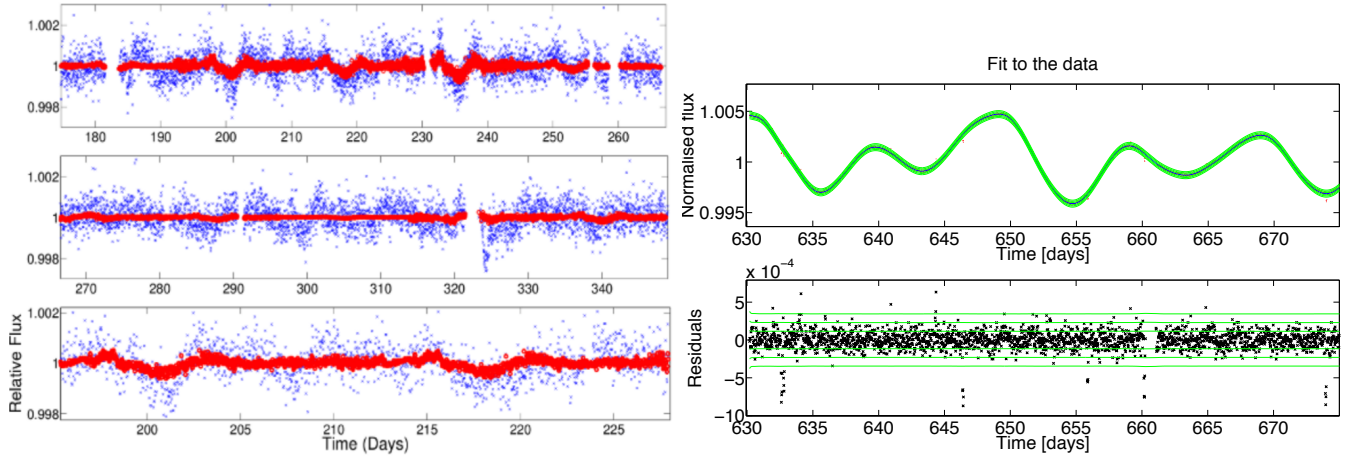 1.002
1
0.998
180 190 200 210 220 230 240 250 260
1.002
1
0.998
270 280 290 300 310 320 330 340
1.002
1
0.998
Relative Flux
200 205 210 215 220 225
Time (Days)
Fit to the data
1.005
1
0.995
Normalised flux
630 635 640 645 650 655 660 665 670
Time [days]
x 10⁻⁴
5
0
−5
−10
Residuals
630 635 640 645 650 655 660 665 670
Time [days]